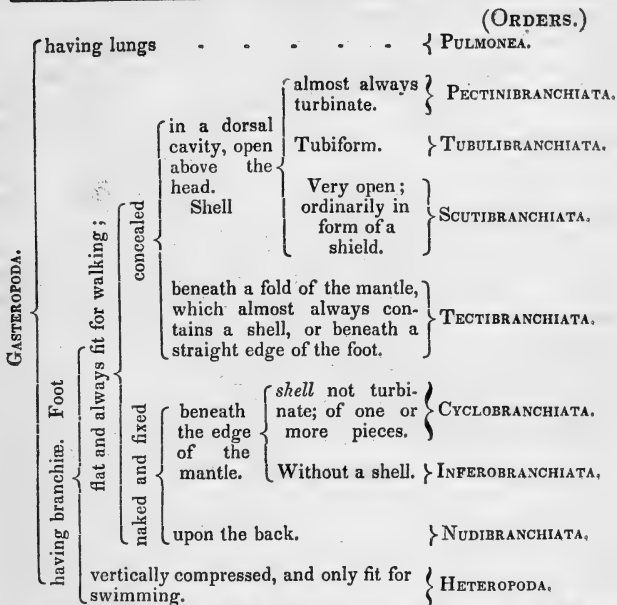 (ORDERS.)
GASTEROPODA.
having lungs . . . . . . { PULMONEA.
having branchiæ. Foot
flat and always fit for walking;
concealed
in a dorsal
cavity, open
above the
head.
Shell
almost always
turbinate.
PECTINIBRANCHIATA.
Tubiform.
TUBULIBRANCHIATA.
Very open;
ordinarily in
form of a
shield.
SCUTIBRANCHIATA.
beneath a fold of the mantle,
which almost always con-
tains a shell, or beneath a
straight edge of the foot.
TECTIBRANCHIATA.
naked and fixed
beneath
the edge
of the
mantle.
shell not turbi-
nate; of one or
more pieces.
CYCLOBRANCHIATA.
Without a shell.
INFEROBRANCHIATA,
upon the back.
NUDIBRANCHIATA,
vertically compressed, and only fit for
swimming.
HETEROPODA,